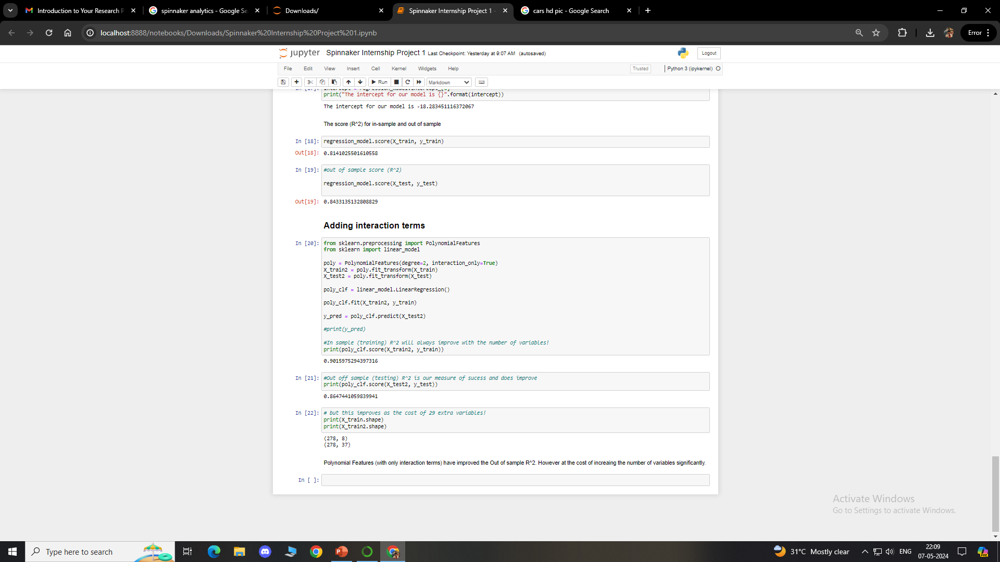 Introduction to Your Research P
spinnaker analytics - Google Se
Downloads/
Spinnaker Internship Project 1 -
cars hd pic - Google Search
localhost:8888/notebooks/Downloads/Spinnaker%20Internship%20Project%201.ipynb
Error
jupyter Spinnaker Internship Project 1 Last Checkpoint: Yesterday at 9:07 AM (autosaved)
Logout
File Edit View Insert Cell Kernel Widgets Help
Trusted
Python 3 (ipykernel)
Run
Markdown
print("The intercept for our model is {}".format(intercept))
The intercept for our model is -18.283451116372067
The score (R^2) for in-sample and out of sample
In [18]: regression_model.score(X_train, y_train)
Out[18]: 0.8141025501610558
In [19]: #out of sample score (R^2)
regression_model.score(X_test, y_test)
Out[19]: 0.8433135132808829
Adding interaction terms
In [20]: from sklearn.preprocessing import PolynomialFeatures
from sklearn import linear_model
poly = PolynomialFeatures(degree=2, interaction_only=True)
X_train2 = poly.fit_transform(X_train)
X_test2 = poly.fit_transform(X_test)
poly_clf = linear_model.LinearRegression()
poly_clf.fit(X_train2, y_train)
y_pred = poly_clf.predict(X_test2)
#print(y_pred)
#In sample (training) R^2 will always improve with the number of variables!
print(poly_clf.score(X_train2, y_train))
0.9015975294397316
In [21]: #Out off sample (testing) R^2 is our measure of sucess and does improve
print(poly_clf.score(X_test2, y_test))
0.8647441059839941
In [22]: # but this improves as the cost of 29 extra variables!
print(X_train.shape)
print(X_train2.shape)
(278, 8)
(278, 37)
Polynomial Features (with only interaction terms) have improved the Out of sample R^2. However at the cost of increaing the number of variables significantly.
In [ ]:
Activate Windows
Go to Settings to activate Windows.
Type here to search
31°C Mostly clear
ENG
22:09
07-05-2024